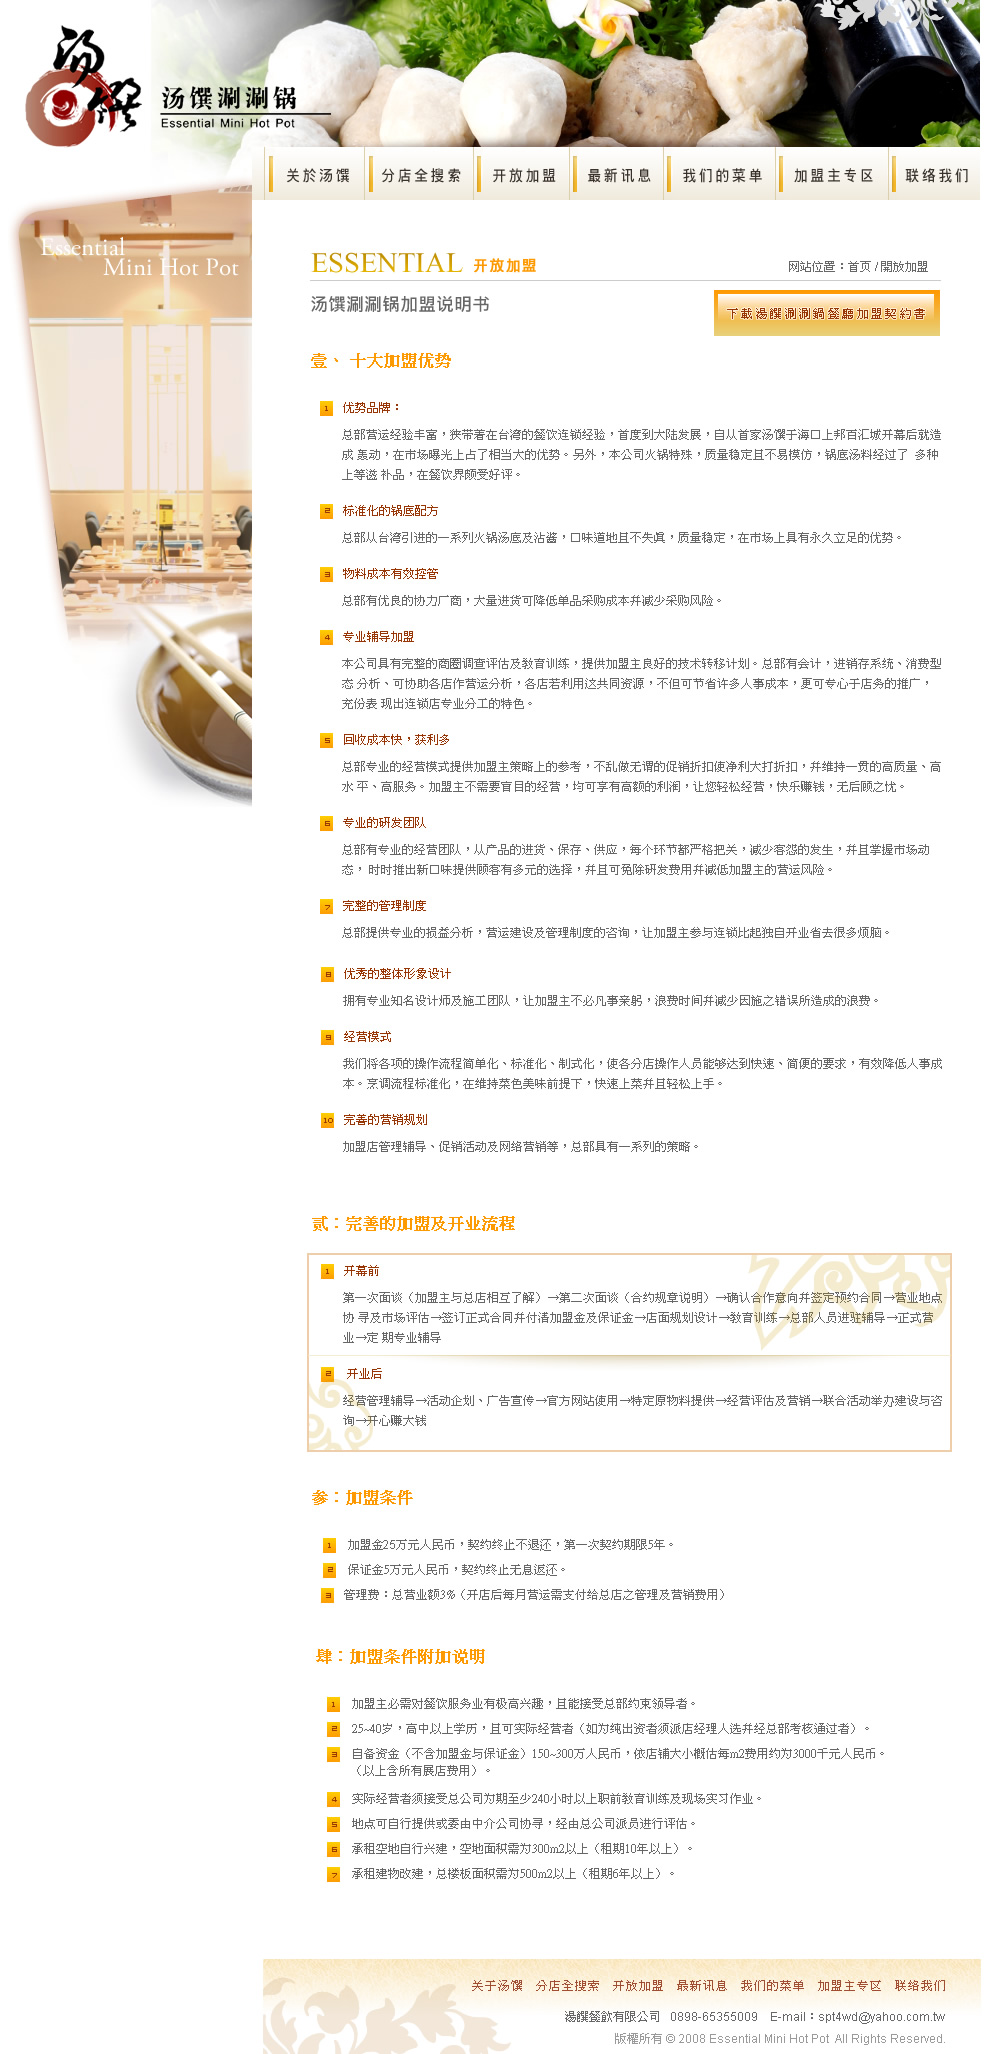 汤馔
汤馔涮涮锅
Essential Mini Hot Pot
关於汤馔 分店全搜索 开放加盟 最新讯息 我们的菜单 加盟主专区 联络我们
Essential
Mini Hot Pot
ESSENTIAL 开放加盟
网站位置：首页 / 開放加盟
汤馔涮涮锅加盟说明书
下載湯饌涮涮鍋餐廳加盟契約書
壹、 十大加盟优势
1 优势品牌：
总部营运经验丰富，狭带着在台湾的餐饮连锁经验，首度到大陆发展，自从首家汤馔于海口上邦百汇城开幕后就造
成 轰动，在市场曝光上占了相当大的优势。另外，本公司火锅特殊，质量稳定且不易模仿，锅底汤料经过了 多种
上等滋 补品，在餐饮界颇受好评。
2 标准化的锅底配方
总部从台湾引进的一系列火锅汤底及沾酱，口味道地且不失真，质量稳定，在市场上具有永久立足的优势。
3 物料成本有效控管
总部有优良的协力厂商，大量进货可降低单品采购成本并减少采购风险。
4 专业辅导加盟
本公司具有完整的商圈调查评估及教育训练，提供加盟主良好的技术转移计划。总部有会计，进销存系统、消费型
态 分析、可协助各店作营运分析，各店若利用这共同资源，不但可节省许多人事成本，更可专心于店务的推广，
充份表 现出连锁店专业分工的特色。
5 回收成本快，获利多
总部专业的经营模式提供加盟主策略上的参考，不乱做无谓的促销折扣使净利大打折扣，并维持一贯的高质量、高
水 平、高服务。加盟主不需要盲目的经营，均可享有高额的利润，让您轻松经营，快乐赚钱，无后顾之忧。
6 专业的研发团队
总部有专业的经营团队，从产品的进货、保存、供应，每个环节都严格把关，减少客怨的发生，并且掌握市场动
态， 时时推出新口味提供顾客有多元的选择，并且可免除研发费用并减低加盟主的营运风险。
7 完整的管理制度
总部提供专业的损益分析，营运建设及管理制度的咨询，让加盟主参与连锁比起独自开业省去很多烦脑。
8 优秀的整体形象设计
拥有专业知名设计师及施工团队，让加盟主不必凡事亲躬，浪费时间并减少因施之错误所造成的浪费。
9 经营模式
我们将各项的操作流程简单化、标准化、制式化，使各分店操作人员能够达到快速、简便的要求，有效降低人事成
本。烹调流程标准化，在维持菜色美味前提下，快速上菜并且轻松上手。
10 完善的营销规划
加盟店管理辅导、促销活动及网络营销等，总部具有一系列的策略。
贰：完善的加盟及开业流程
1 开幕前
第一次面谈（加盟主与总店相互了解）→第二次面谈（合约规章说明）→确认合作意向并签定预约合同→营业地点
协 寻及市场评估→签订正式合同并付清加盟金及保证金→店面规划设计→教育训练→总部人员进驻辅导→正式营
业→定 期专业辅导
2 开业后
经营管理辅导→活动企划、广告宣传→官方网站使用→特定原物料提供→经营评估及营销→联合活动举办建设与咨
询→开心赚大钱
参：加盟条件
1 加盟金25万元人民币，契约终止不退还，第一次契约期限5年。
2 保证金5万元人民币，契约终止无息返还。
3 管理费：总营业额3%（开店后每月营运需支付给总店之管理及营销费用）
肆：加盟条件附加说明
1 加盟主必需对餐饮服务业有极高兴趣，且能接受总部约束领导者。
2 25~40岁，高中以上学历，且可实际经营者（如为纯出资者须派店经理人选并经总部考核通过者）。
3 自备资金（不含加盟金与保证金）150~300万人民币，依店铺大小概估每m2费用约为3000千元人民币。
（以上含所有展店费用）。
4 实际经营者须接受总公司为期至少240小时以上职前教育训练及现场实习作业。
5 地点可自行提供或委由中介公司协寻，经由总公司派员进行评估。
6 承租空地自行兴建，空地面积需为300m2以上（租期10年以上）。
7 承租建物改建，总楼板面积需为500m2以上（租期6年以上）。
关于汤馔 分店全搜索 开放加盟 最新讯息 我们的菜单 加盟主专区 联络我们
湯饌餐飲有限公司 0898-65355009 E-mail：spt4wd@yahoo.com.tw
版權所有 © 2008 Essential Mini Hot Pot All Rights Reserved.